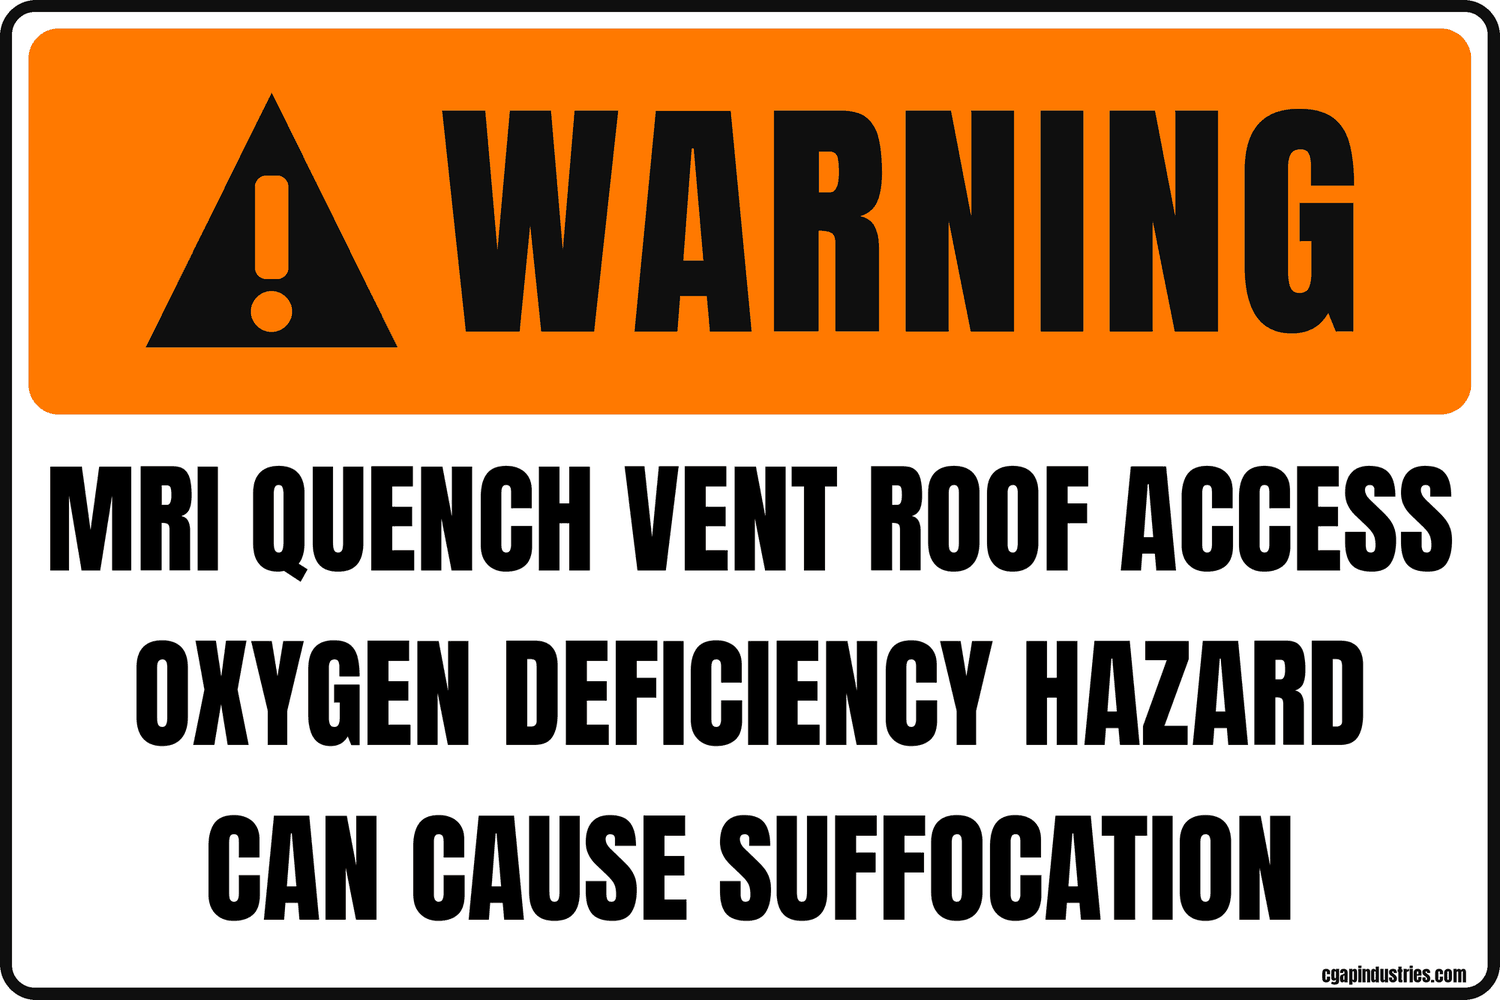 WARNING
MRI QUENCH VENT ROOF ACCESS
OXYGEN DEFICIENCY HAZARD
CAN CAUSE SUFFOCATION
cgapindustries.com